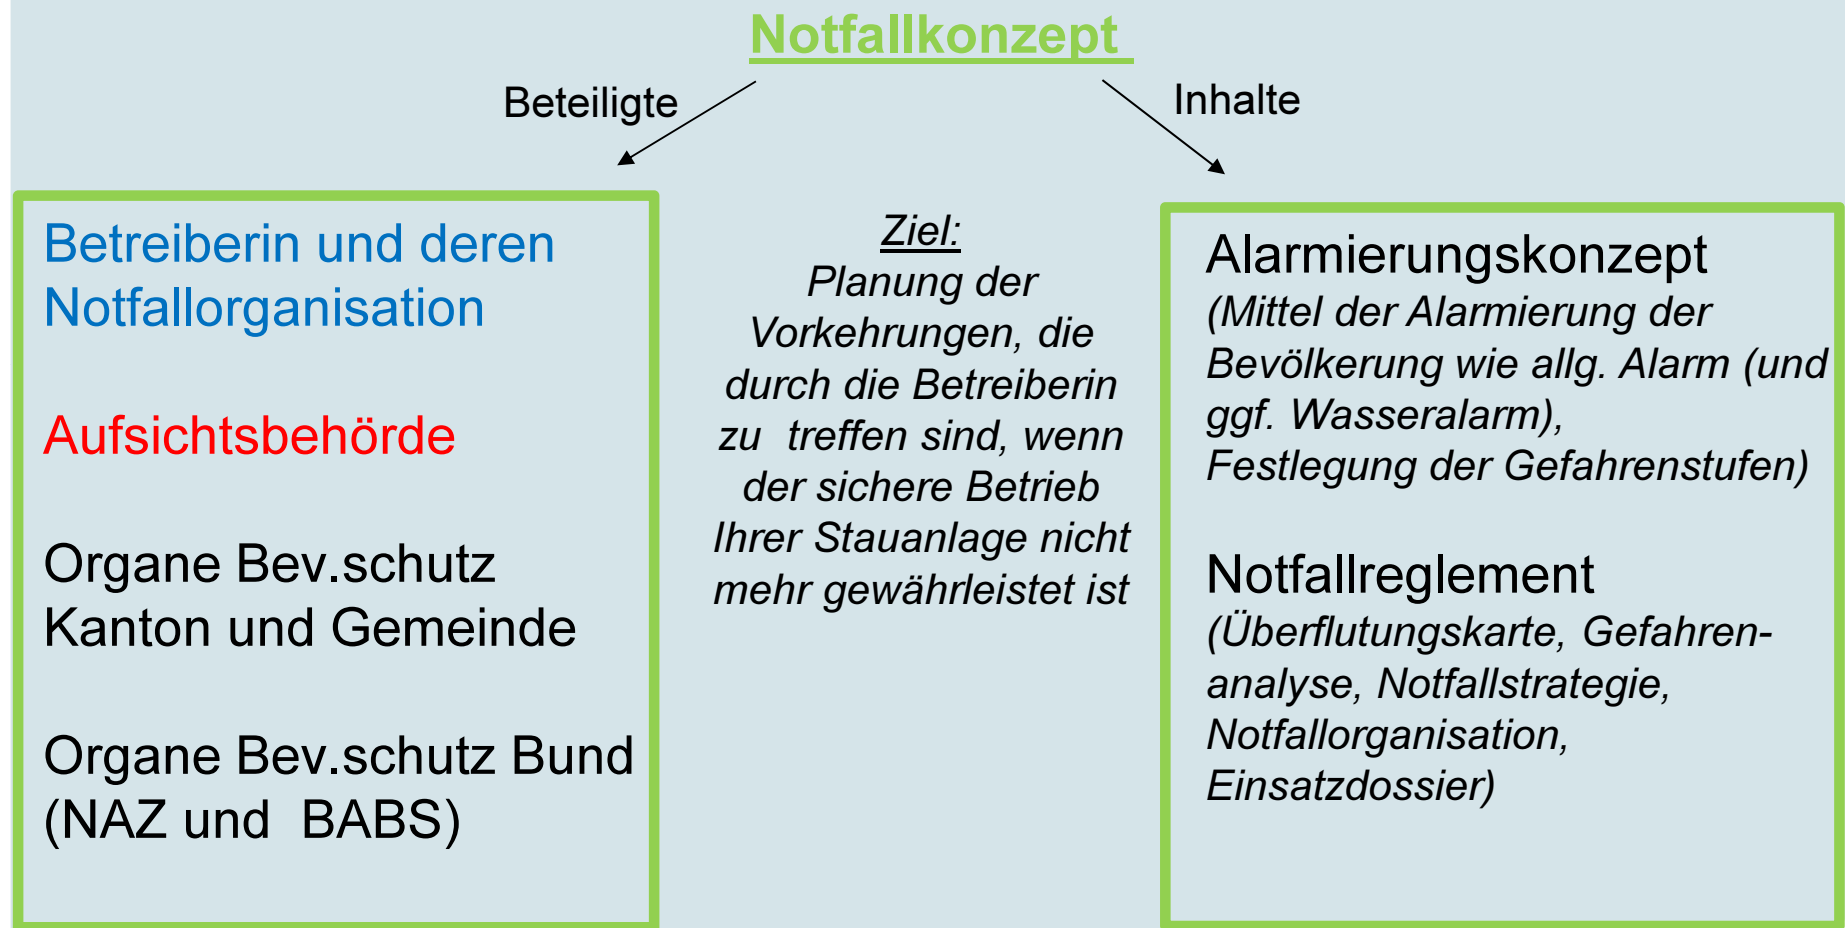 Notfallkonzept
Beteiligte
Inhalte
Betreiberin und deren
Notfallorganisation
Aufsichtsbehörde
Organe Bev.schutz
Kanton und Gemeinde
Organe Bev.schutz Bund
(NAZ und BABS)
Ziel:
Planung der
Vorkehrungen, die
durch die Betreiberin
zu treffen sind, wenn
der sichere Betrieb
Ihrer Stauanlage nicht
mehr gewährleistet ist
Alarmierungskonzept
(Mittel der Alarmierung der
Bevölkerung wie allg. Alarm (und
ggf. Wasseralarm),
Festlegung der Gefahrenstufen)
Notfallreglement
(Überflutungskarte, Gefahren-
analyse, Notfallstrategie,
Notfallorganisation,
Einsatzdossier)